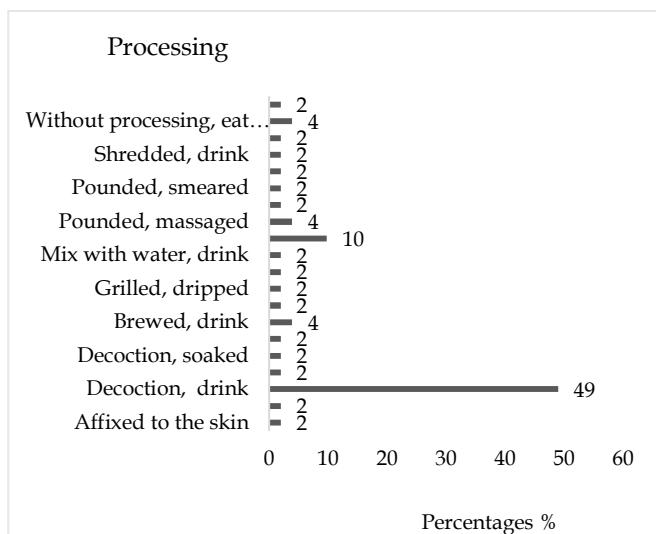 Processing
2
Without processing, eat… 4
2
Shredded, drink 2
2
Pounded, smeared 2
2
Pounded, massaged 4
10
Mix with water, drink 2
2
Grilled, dripped 2
2
Brewed, drink 4
2
Decoction, soaked 2
2
Decoction, drink 49
2
Affixed to the skin 2
0 10 20 30 40 50 60
Percentages %